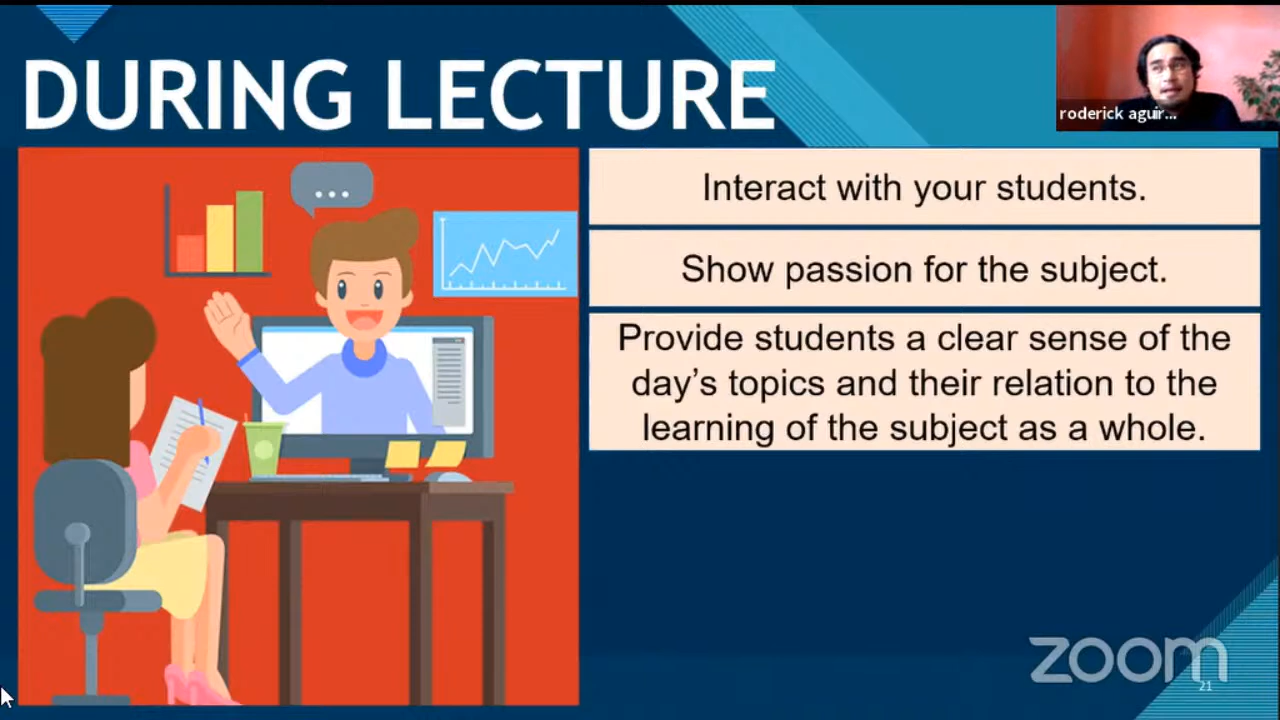 DURING LECTURE
roderick aguir...
Interact with your students.
Show passion for the subject.
Provide students a clear sense of the
day's topics and their relation to the
learning of the subject as a whole.
zoom
21